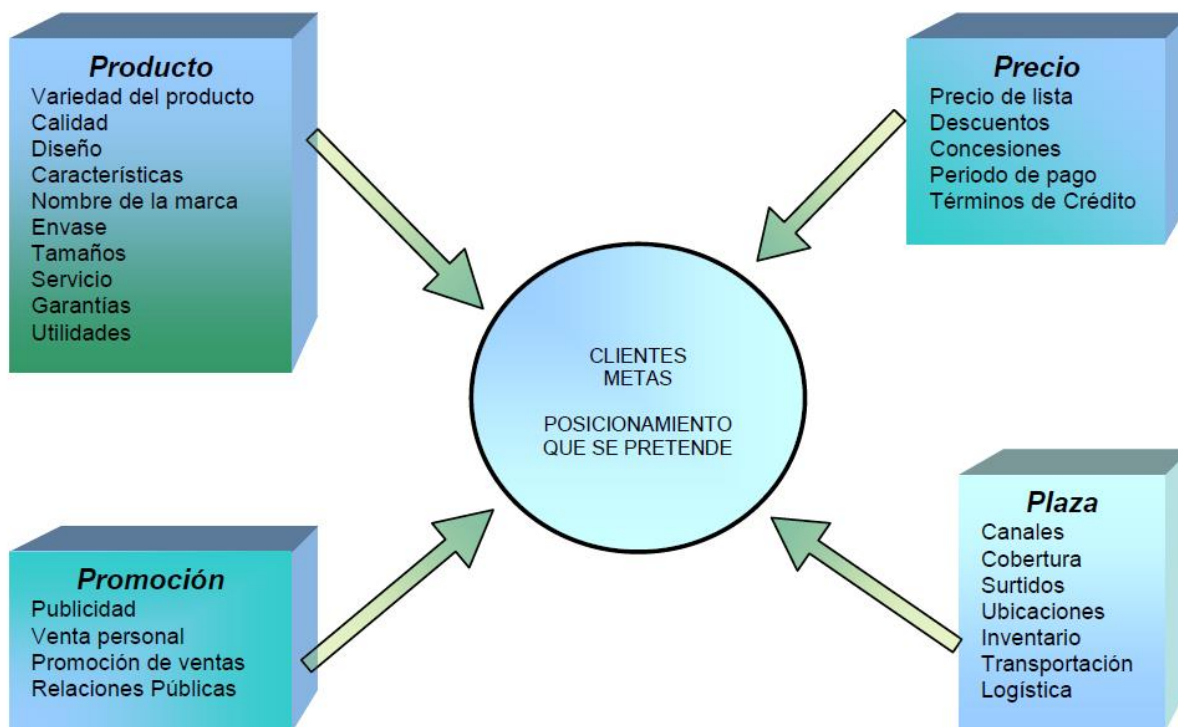 Producto
Variedad del producto
Calidad
Diseño
Características
Nombre de la marca
Envase
Tamaños
Servicio
Garantías
Utilidades
Precio
Precio de lista
Descuentos
Concesiones
Periodo de pago
Términos de Crédito
CLIENTES
METAS
POSICIONAMIENTO
QUE SE PRETENDE
Promoción
Publicidad
Venta personal
Promoción de ventas
Relaciones Públicas
Plaza
Canales
Cobertura
Surtidos
Ubicaciones
Inventario
Transportación
Logística